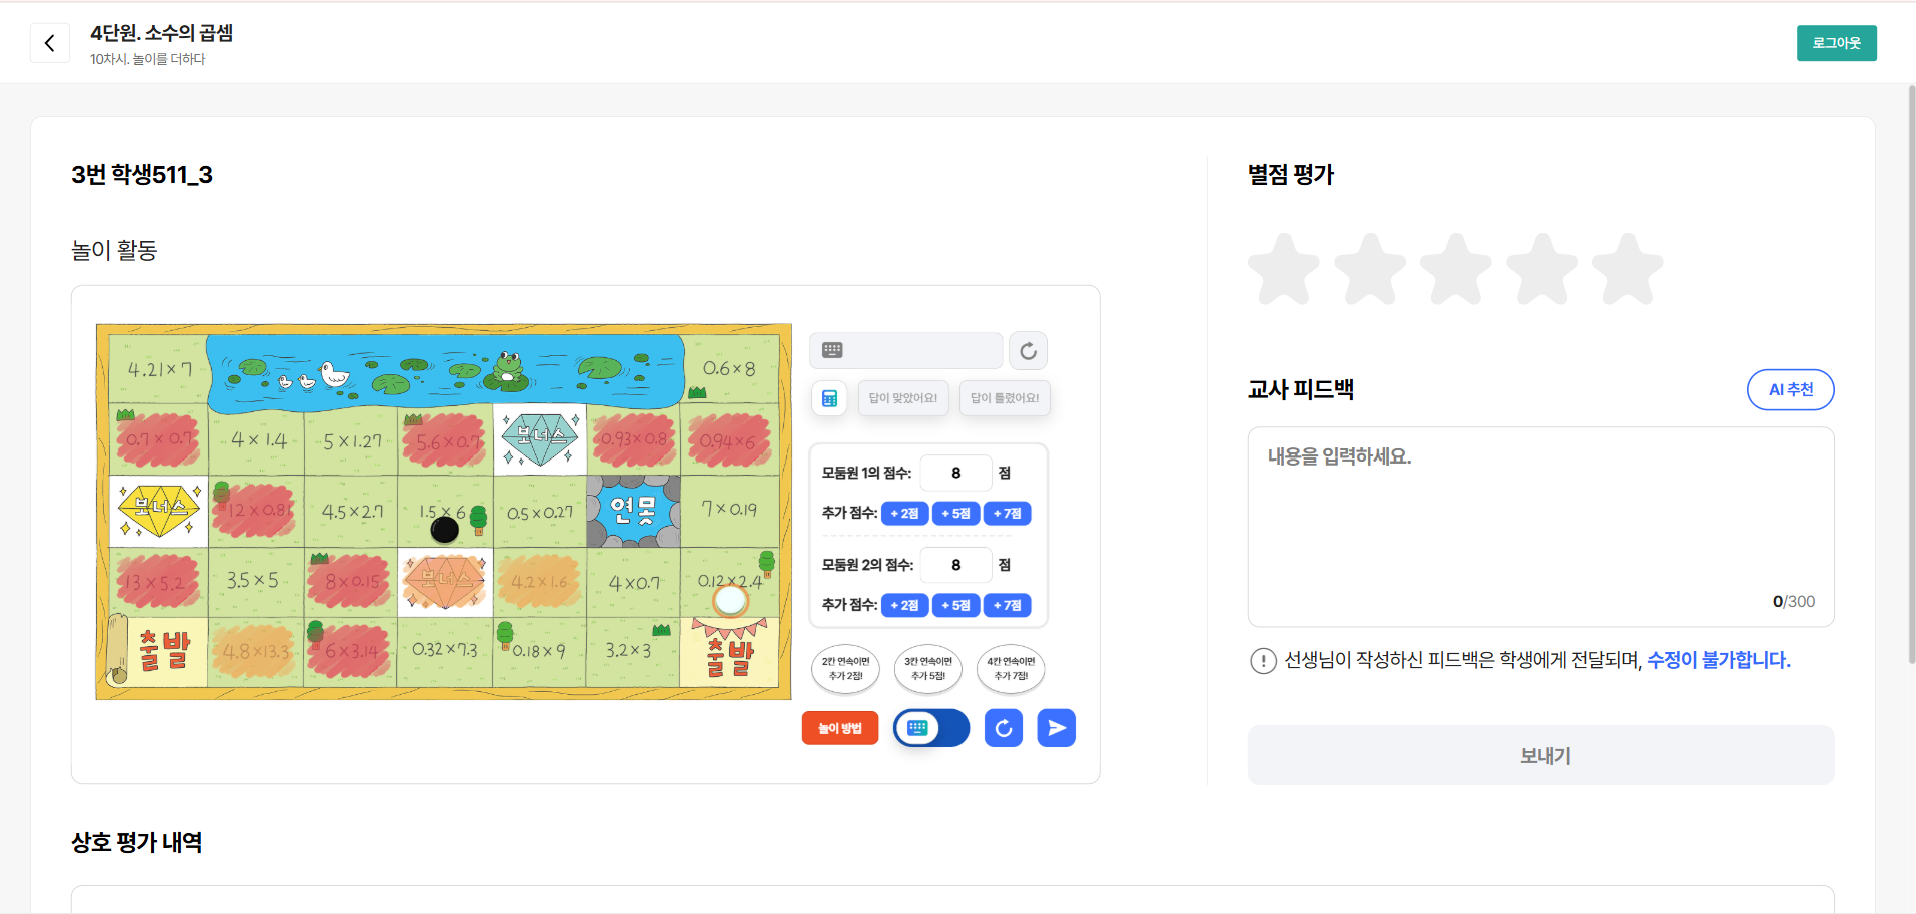 4단원. 소수의 곱셈
10차시. 놀이를 더하다
로그아웃
3번 학생511_3
놀이 활동
4.21×7
0.6×8
0.7×0.7
4×1.4
5×1.27
5.6×0.7
보너스
0.93×0.8
0.94×6
보너스
12×0.81
4.5×2.7
1.5×6
0.5×0.27
연못
7×0.19
13×5.2
3.5×5
8×0.15
보너스
4.2×1.6
4×0.7
0.12×2.4
출발
4.8×13.3
6×3.14
0.32×7.3
0.18×9
3.2×3
출발
답이 맞았어요!
답이 틀렸어요!
모둠원 1의 점수: 8 점
추가 점수: +2점 +5점 +7점
모둠원 2의 점수: 8 점
추가 점수: +2점 +5점 +7점
2칸 연속이면
추가 2점!
3칸 연속이면
추가 5점!
4칸 연속이면
추가 7점!
놀이 방법
별점 평가
교사 피드백
AI 추천
내용을 입력하세요.
0/300
선생님이 작성하신 피드백은 학생에게 전달되며, 수정이 불가합니다.
보내기
상호 평가 내역